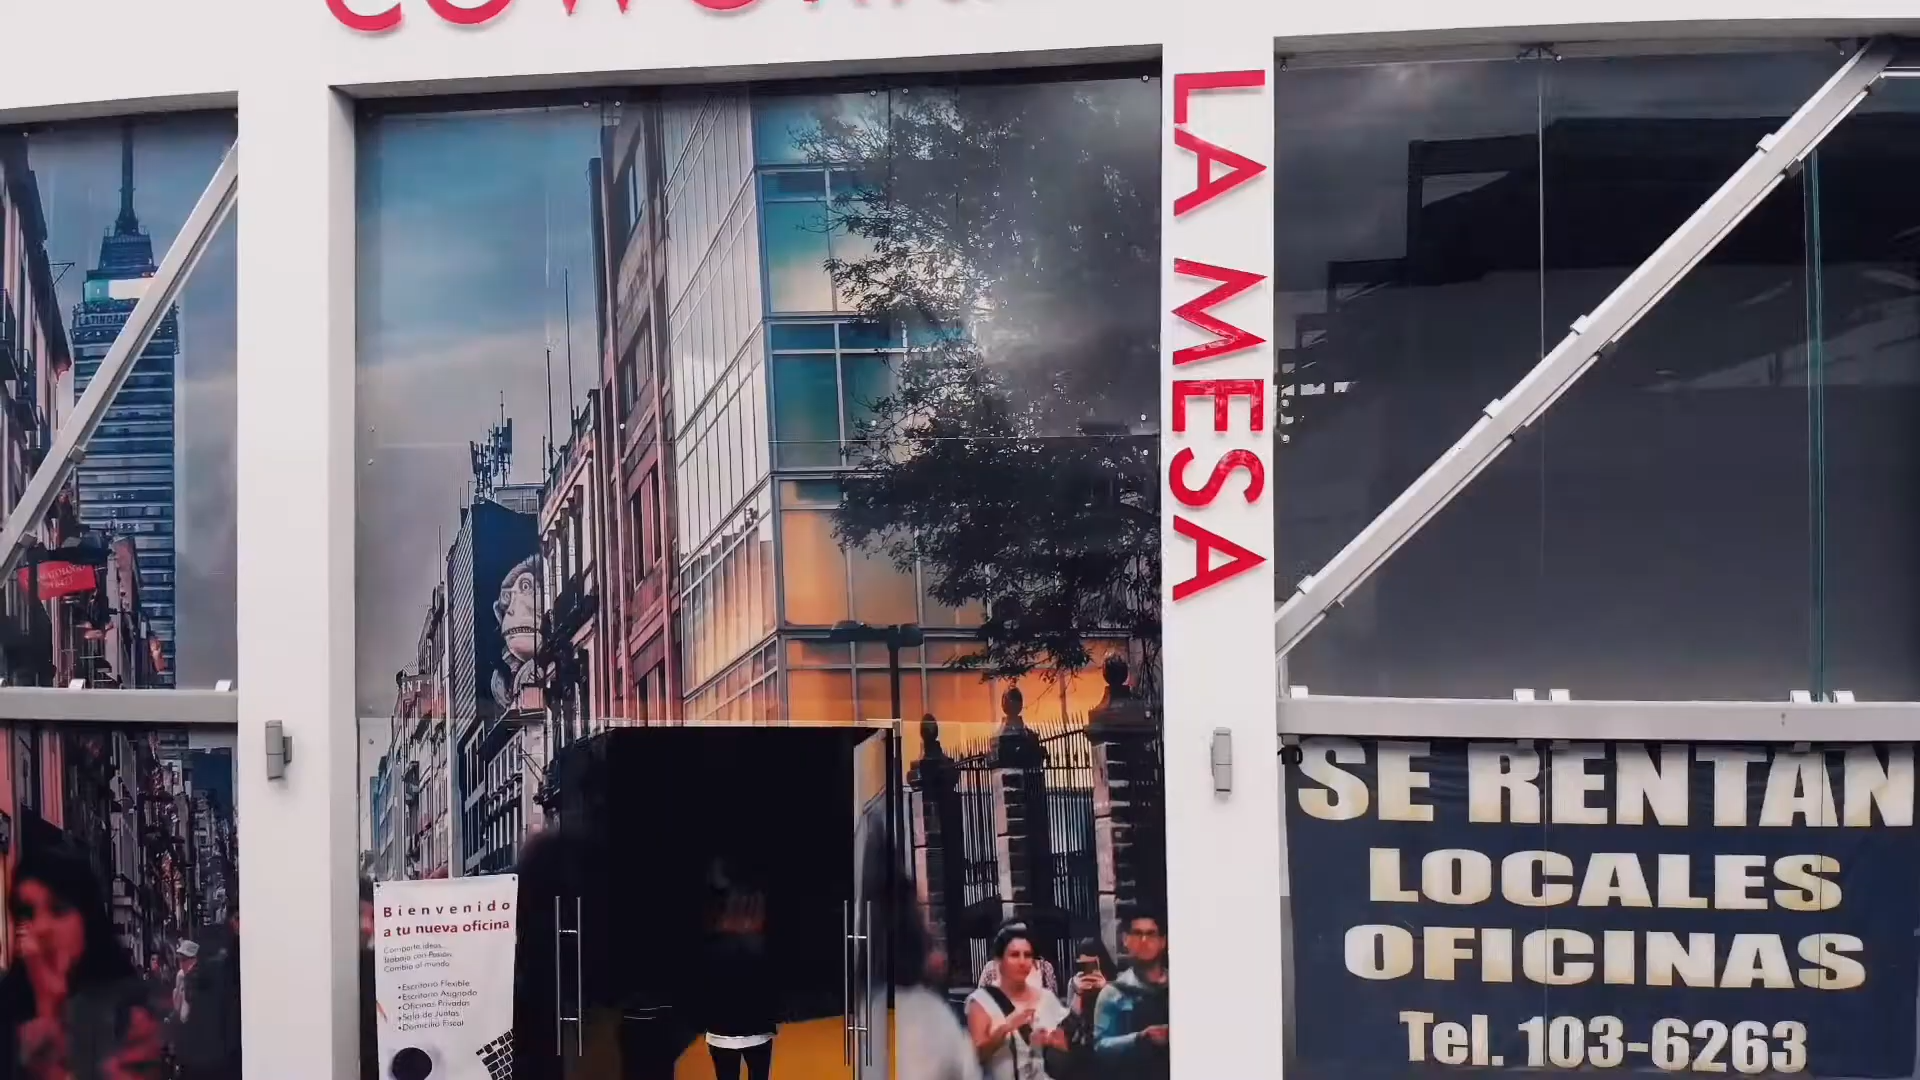 LA MESA
Bienvenido
a tu nueva oficina
Comparte ideas,
Trabaja con Pasión,
Cambia al mundo
•Escritorio Flexible
•Escritorio Asignado
•Oficinas Privadas
•Sala de Juntas
•Domicilio Fiscal
SE RENTAN
LOCALES
OFICINAS
Tel. 103-6263